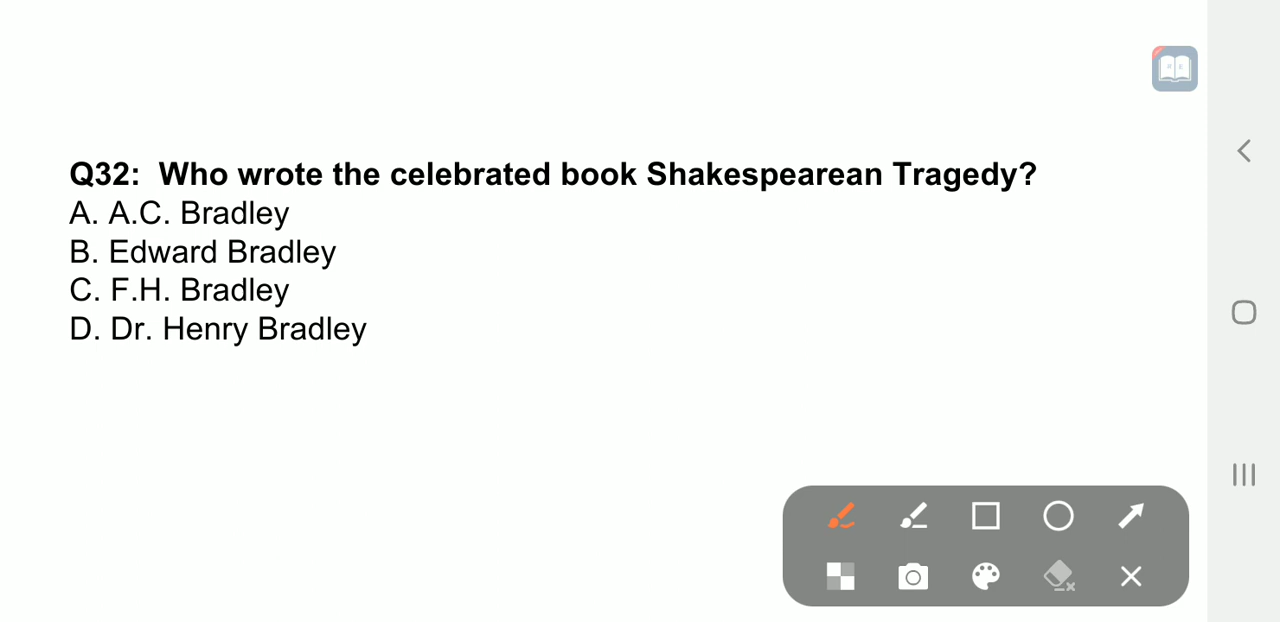 Q32: Who wrote the celebrated book Shakespearean Tragedy?
A. A.C. Bradley
B. Edward Bradley
C. F.H. Bradley
D. Dr. Henry Bradley